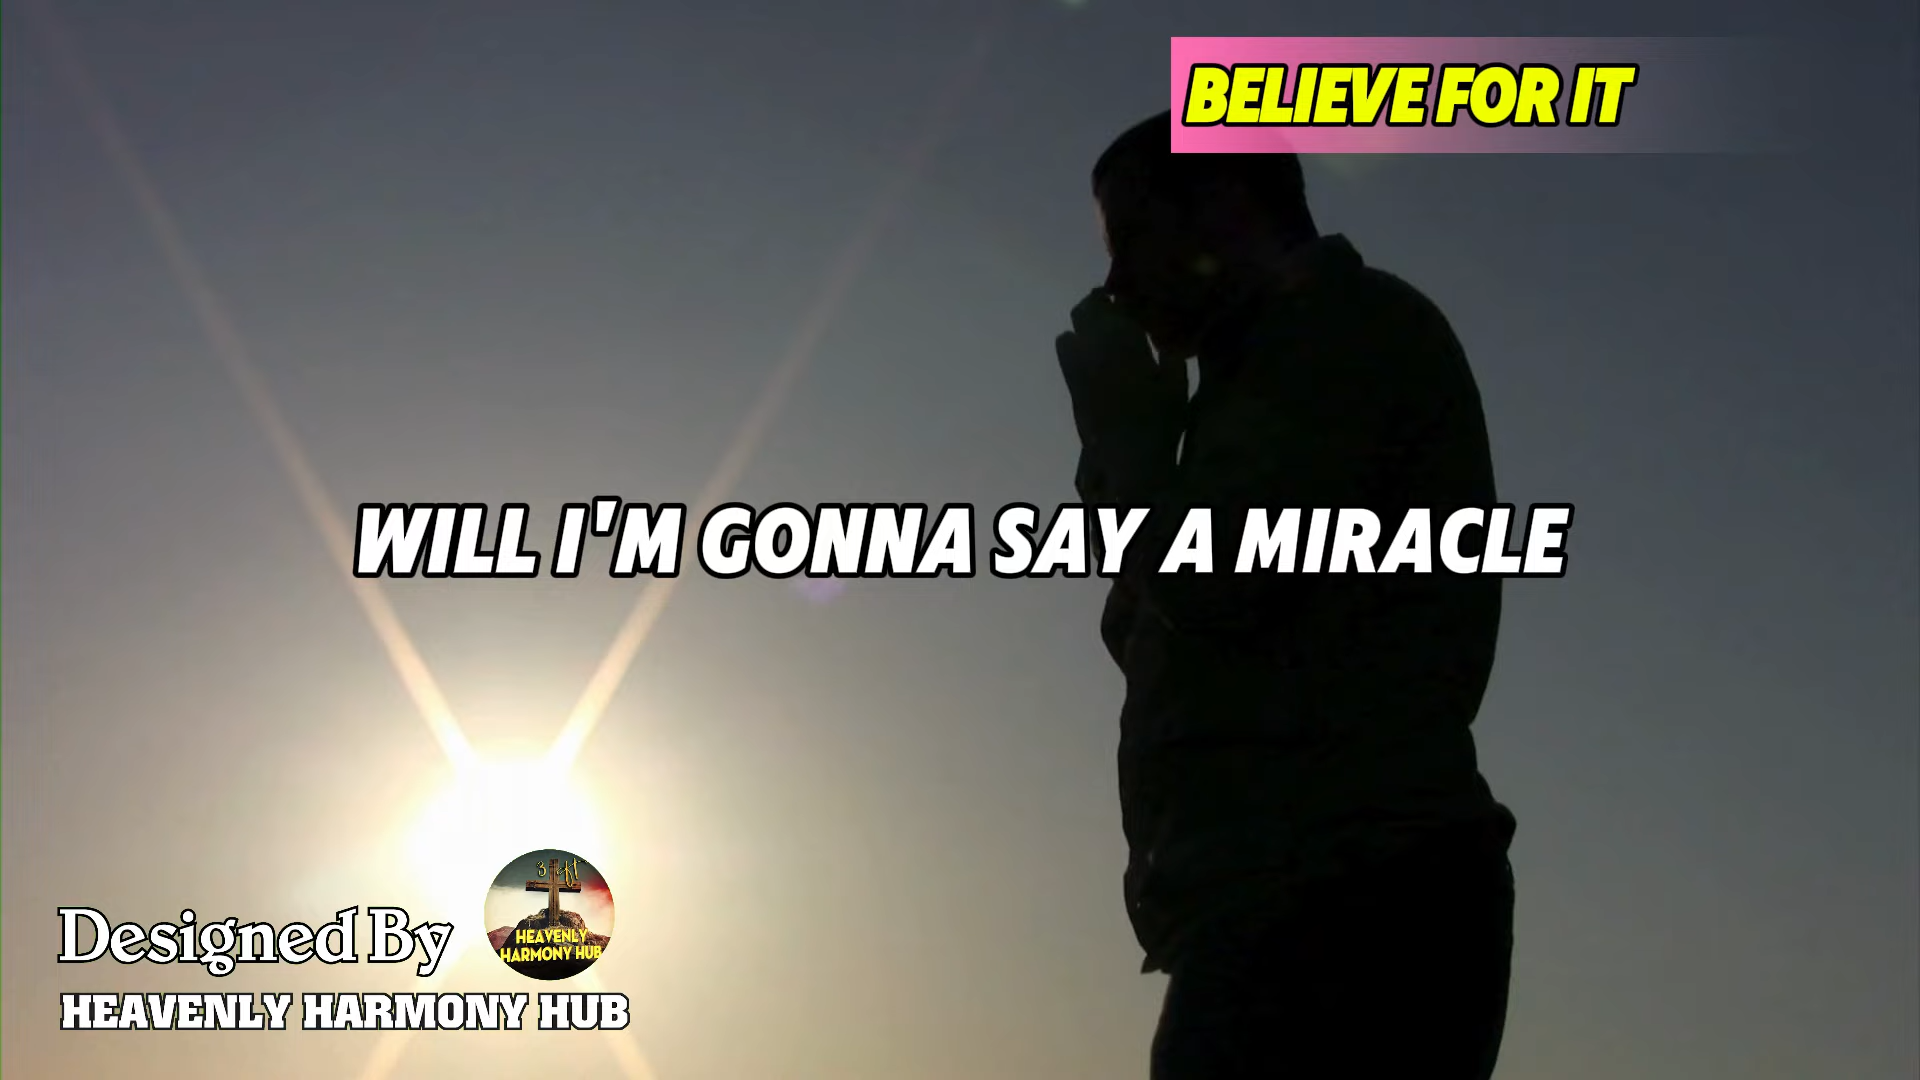 BELIEVE FOR IT
WILL I'M GONNA SAY A MIRACLE
Designed By
HEAVENLY
HARMONY HUB
HEAVENLY HARMONY HUB